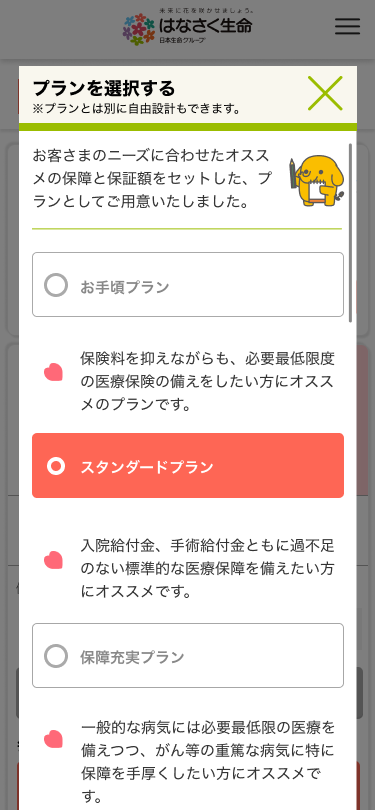 未来に花を咲かせましょう。
はなさく生命
日本生命グループ
プランを選択する
※プランとは別に自由設計もできます。
お客さまのニーズに合わせたオスス
メの保障と保証額をセットした、プ
ランとしてご用意いたしました。
お手頃プラン
保険料を抑えながらも、必要最低限度
の医療保険の備えをしたい方にオスス
メのプランです。
スタンダードプラン
入院給付金、手術給付金ともに過不足
のない標準的な医療保障を備えたい方
にオススメです。
保障充実プラン
一般的な病気には必要最低限の医療を
備えつつ、がん等の重篤な病気に特に
保障を手厚くしたい方にオススメで
す。